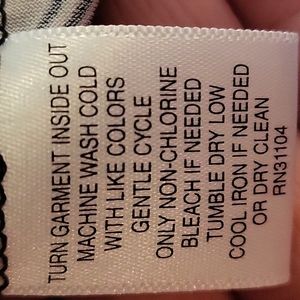 TURN GARMENT INSIDE OUT
MACHINE WASH COLD
WITH LIKE COLORS
GENTLE CYCLE
ONLY NON-CHLORINE
BLEACH IF NEEDED
TUMBLE DRY LOW
COOL IRON IF NEEDED
OR DRY CLEAN
RN31104